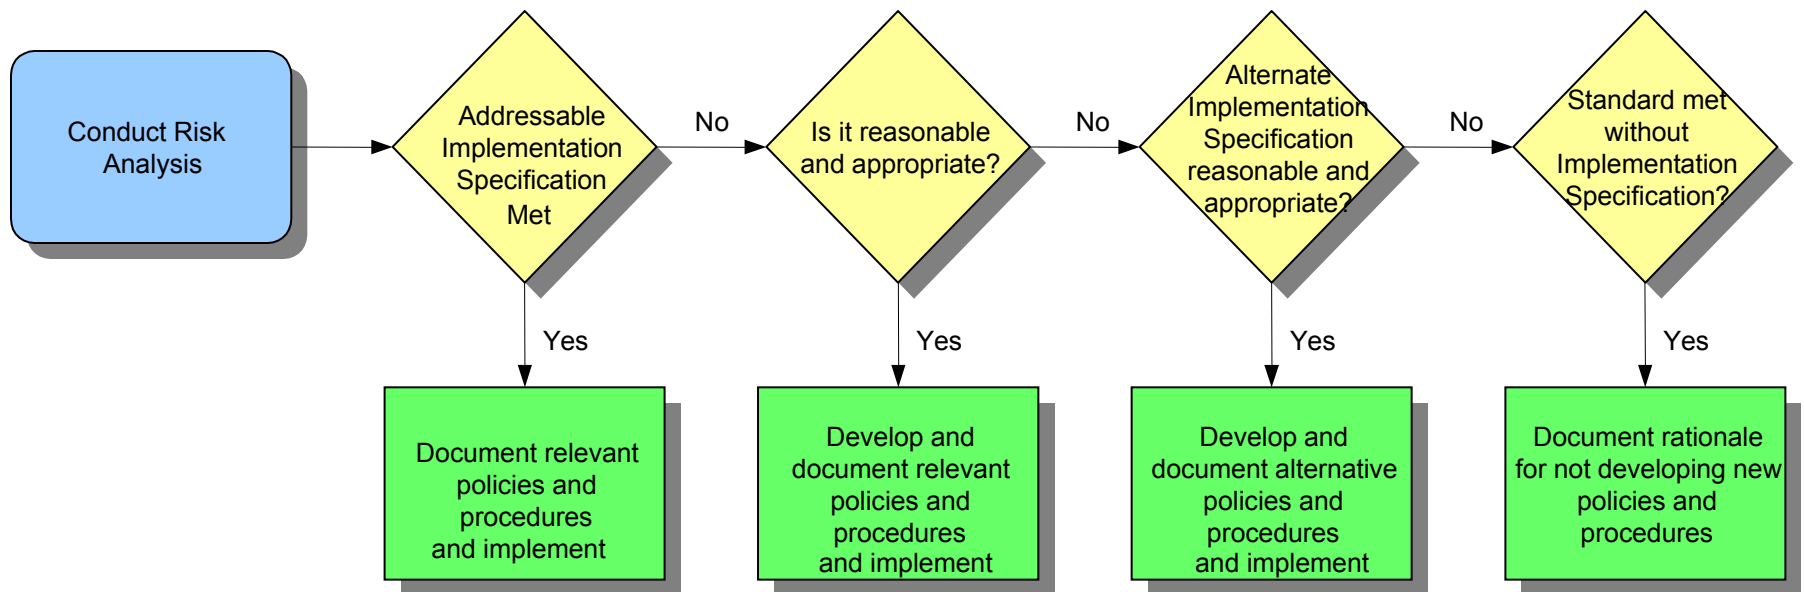 Conduct Risk
Analysis
Addressable
Implementation
Specification
Met
No
Is it reasonable
and appropriate?
No
Alternate
Implementation
Specification
reasonable and
appropriate?
No
Standard met
without
Implementation
Specification?
Yes
Yes
Yes
Yes
Document relevant
policies and
procedures
and implement
Develop and
document relevant
policies and
procedures
and implement
Develop and
document alternative
policies and
procedures
and implement
Document rationale
for not developing new
policies and
procedures